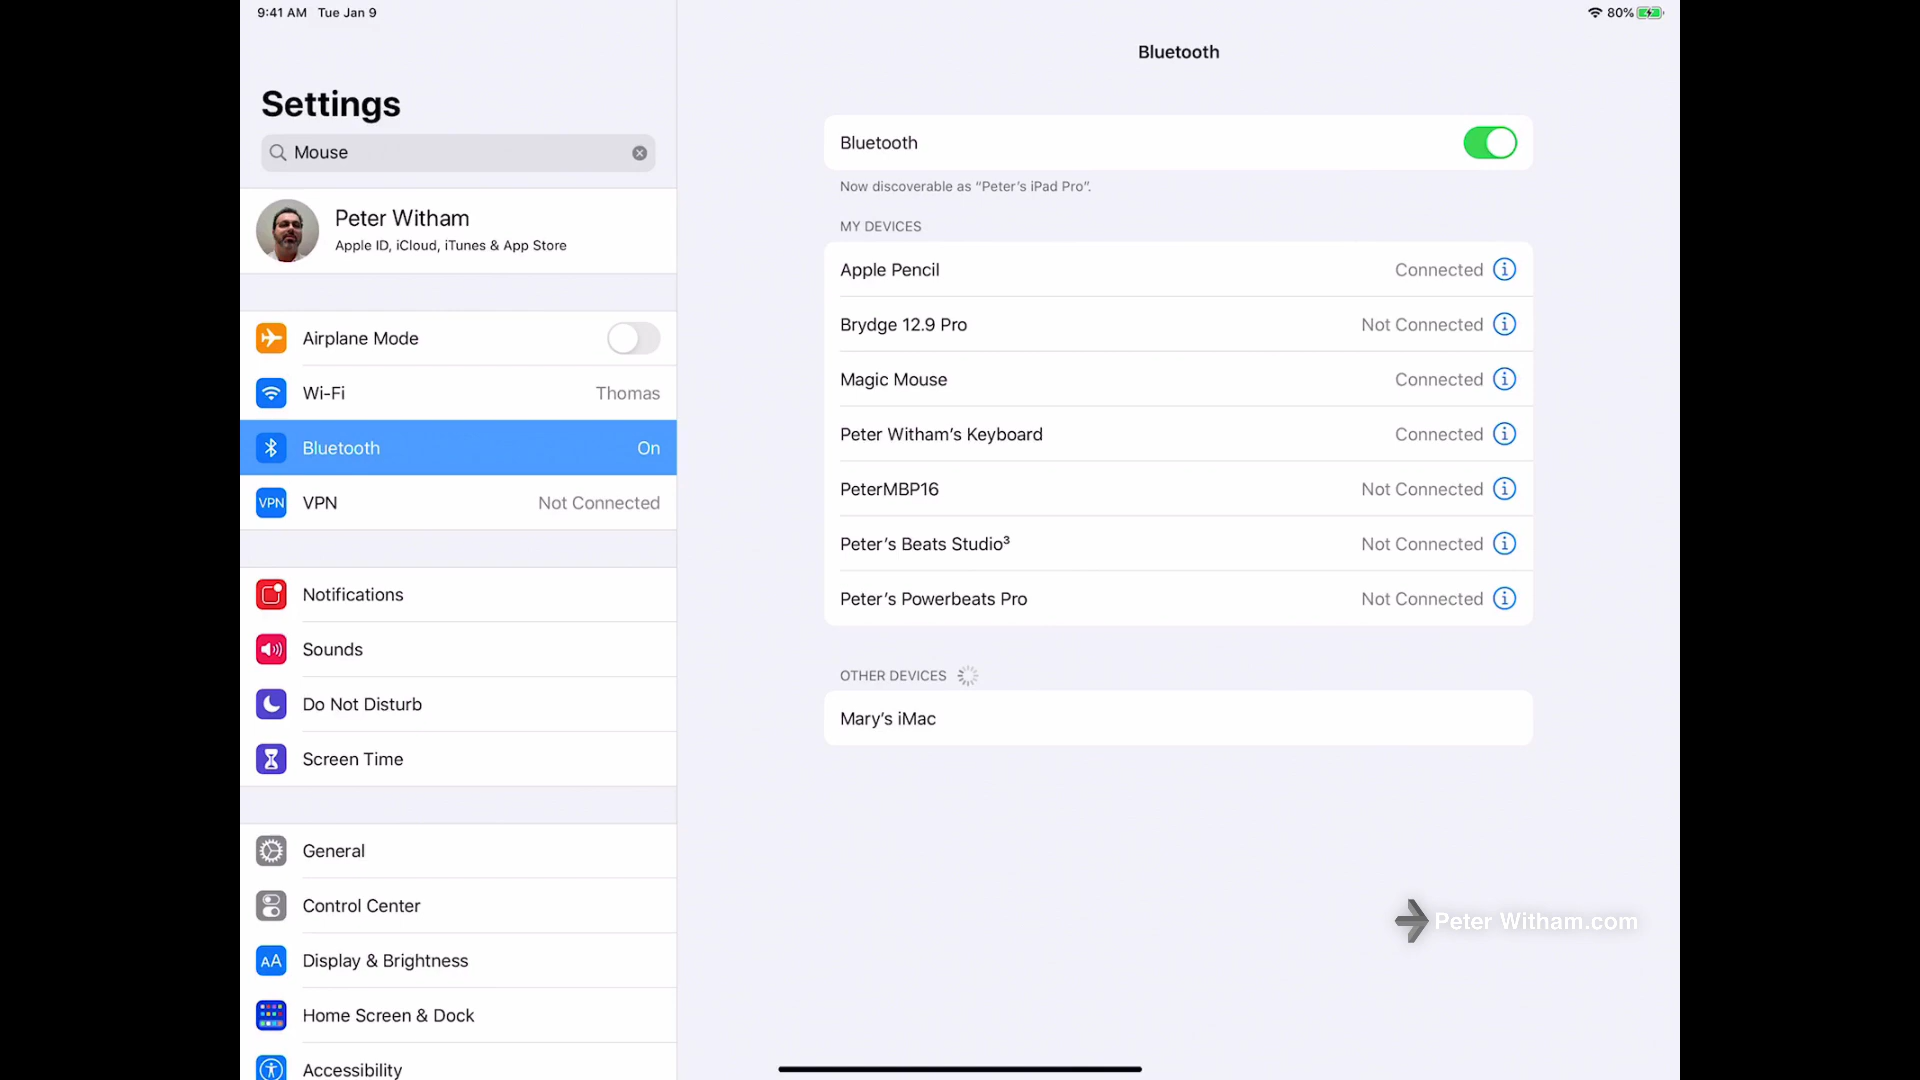 9:41 AM Tue Jan 9
80%
Settings
Mouse
Peter Witham
Apple ID, iCloud, iTunes & App Store
Airplane Mode
Wi-Fi Thomas
Bluetooth On
VPN VPN Not Connected
Notifications
Sounds
Do Not Disturb
Screen Time
General
Control Center
AA Display & Brightness
Home Screen & Dock
Accessibility
Bluetooth
Bluetooth
Now discoverable as “Peter’s iPad Pro”.
MY DEVICES
Apple Pencil Connected
Brydge 12.9 Pro Not Connected
Magic Mouse Connected
Peter Witham’s Keyboard Connected
PeterMBP16 Not Connected
Peter’s Beats Studio³ Not Connected
Peter’s Powerbeats Pro Not Connected
OTHER DEVICES
Mary’s iMac
Peter Witham.com